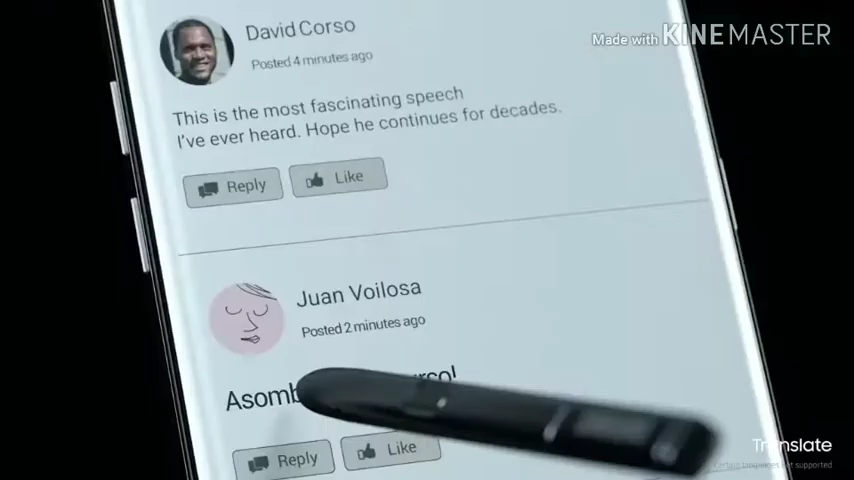 David Corso
Posted 4 minutes ago
Made with KINEMASTER
This is the most fascinating speech
I've ever heard. Hope he continues for decades.
Reply
Like
Juan Voilosa
Posted 2 minutes ago
Reply
Like
Translate